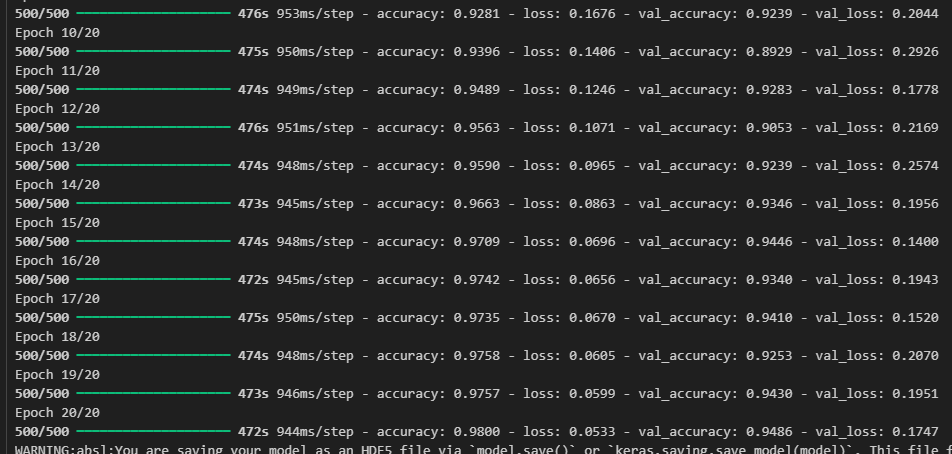 500/500 ━━━━━━━━━━━━━━━━━━━━ 476s 953ms/step - accuracy: 0.9281 - loss: 0.1676 - val_accuracy: 0.9239 - val_loss: 0.2044
Epoch 10/20
500/500 ━━━━━━━━━━━━━━━━━━━━ 475s 950ms/step - accuracy: 0.9396 - loss: 0.1406 - val_accuracy: 0.8929 - val_loss: 0.2926
Epoch 11/20
500/500 ━━━━━━━━━━━━━━━━━━━━ 474s 949ms/step - accuracy: 0.9489 - loss: 0.1246 - val_accuracy: 0.9283 - val_loss: 0.1778
Epoch 12/20
500/500 ━━━━━━━━━━━━━━━━━━━━ 476s 951ms/step - accuracy: 0.9563 - loss: 0.1071 - val_accuracy: 0.9053 - val_loss: 0.2169
Epoch 13/20
500/500 ━━━━━━━━━━━━━━━━━━━━ 474s 948ms/step - accuracy: 0.9590 - loss: 0.0965 - val_accuracy: 0.9239 - val_loss: 0.2574
Epoch 14/20
500/500 ━━━━━━━━━━━━━━━━━━━━ 473s 945ms/step - accuracy: 0.9663 - loss: 0.0863 - val_accuracy: 0.9346 - val_loss: 0.1956
Epoch 15/20
500/500 ━━━━━━━━━━━━━━━━━━━━ 474s 948ms/step - accuracy: 0.9709 - loss: 0.0696 - val_accuracy: 0.9446 - val_loss: 0.1400
Epoch 16/20
500/500 ━━━━━━━━━━━━━━━━━━━━ 472s 945ms/step - accuracy: 0.9742 - loss: 0.0656 - val_accuracy: 0.9340 - val_loss: 0.1943
Epoch 17/20
500/500 ━━━━━━━━━━━━━━━━━━━━ 475s 950ms/step - accuracy: 0.9735 - loss: 0.0670 - val_accuracy: 0.9410 - val_loss: 0.1520
Epoch 18/20
500/500 ━━━━━━━━━━━━━━━━━━━━ 474s 948ms/step - accuracy: 0.9758 - loss: 0.0605 - val_accuracy: 0.9253 - val_loss: 0.2070
Epoch 19/20
500/500 ━━━━━━━━━━━━━━━━━━━━ 473s 946ms/step - accuracy: 0.9757 - loss: 0.0599 - val_accuracy: 0.9430 - val_loss: 0.1951
Epoch 20/20
500/500 ━━━━━━━━━━━━━━━━━━━━ 472s 944ms/step - accuracy: 0.9800 - loss: 0.0533 - val_accuracy: 0.9486 - val_loss: 0.1747
WARNING:absl:You are saving your model as an HDF5 file via `model.save()` or `keras.saving.save_model(model)`. This file